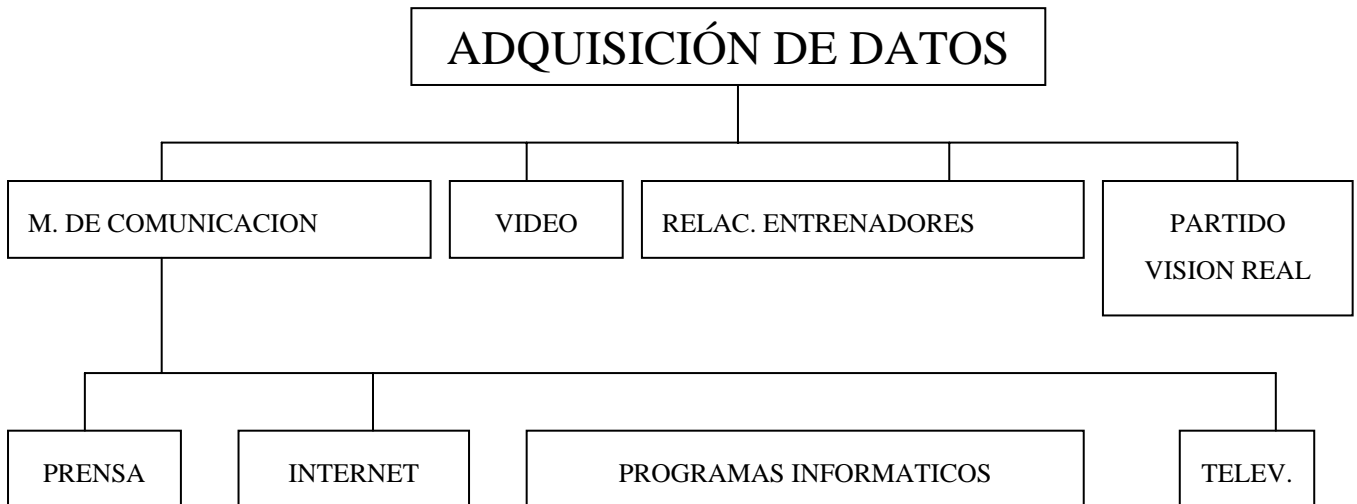 ADQUISICIÓN DE DATOS
M. DE COMUNICACION
VIDEO
RELAC. ENTRENADORES
PARTIDO
VISION REAL
PRENSA
INTERNET
PROGRAMAS INFORMATICOS
TELEV.